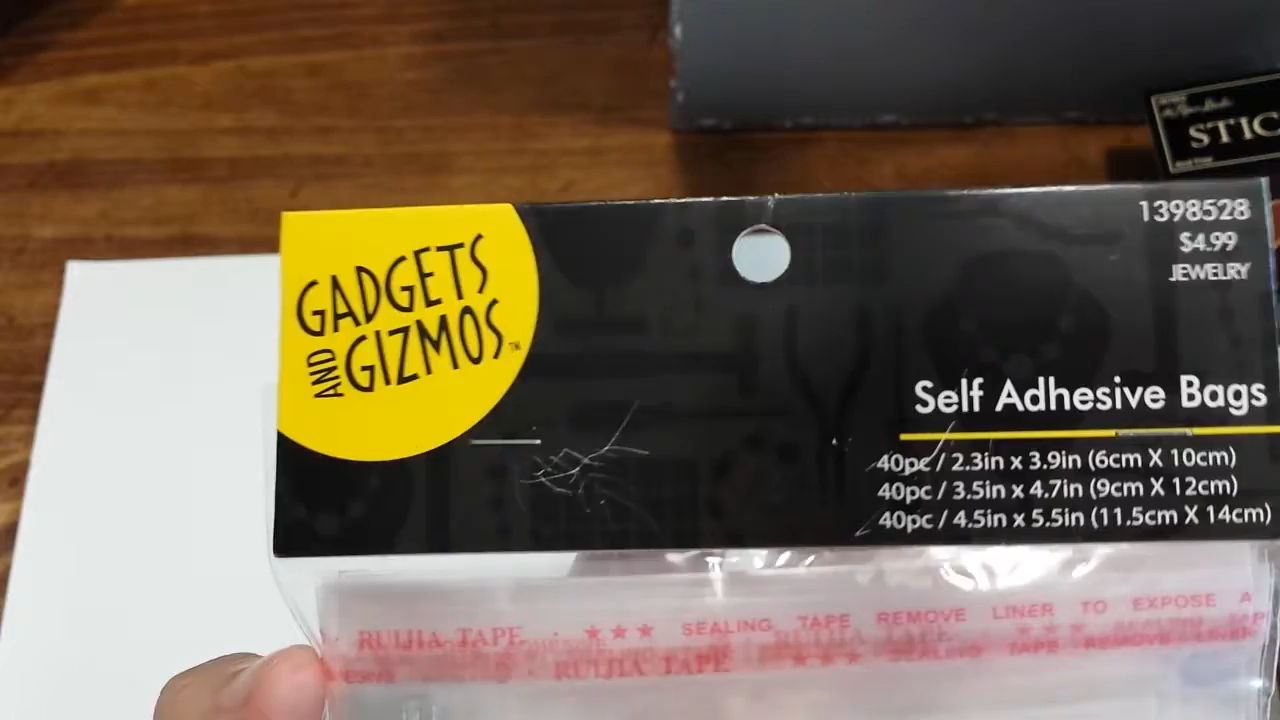 STIC
GADGETS
AND GIZMOS™
1398528
$4.99
JEWELRY
Self Adhesive Bags
40pc / 2.3in x 3.9in (6cm X 10cm)
40pc / 3.5in x 4.7in (9cm X 12cm)
40pc / 4.5in x 5.5in (11.5cm X 14cm)
RUIJIA TAPE · ★★★ SEALING TAPE REMOVE LINER TO EXPOSE A
RUIJIA TAPE ★★★ SEALING TAPE REMOVE LINER